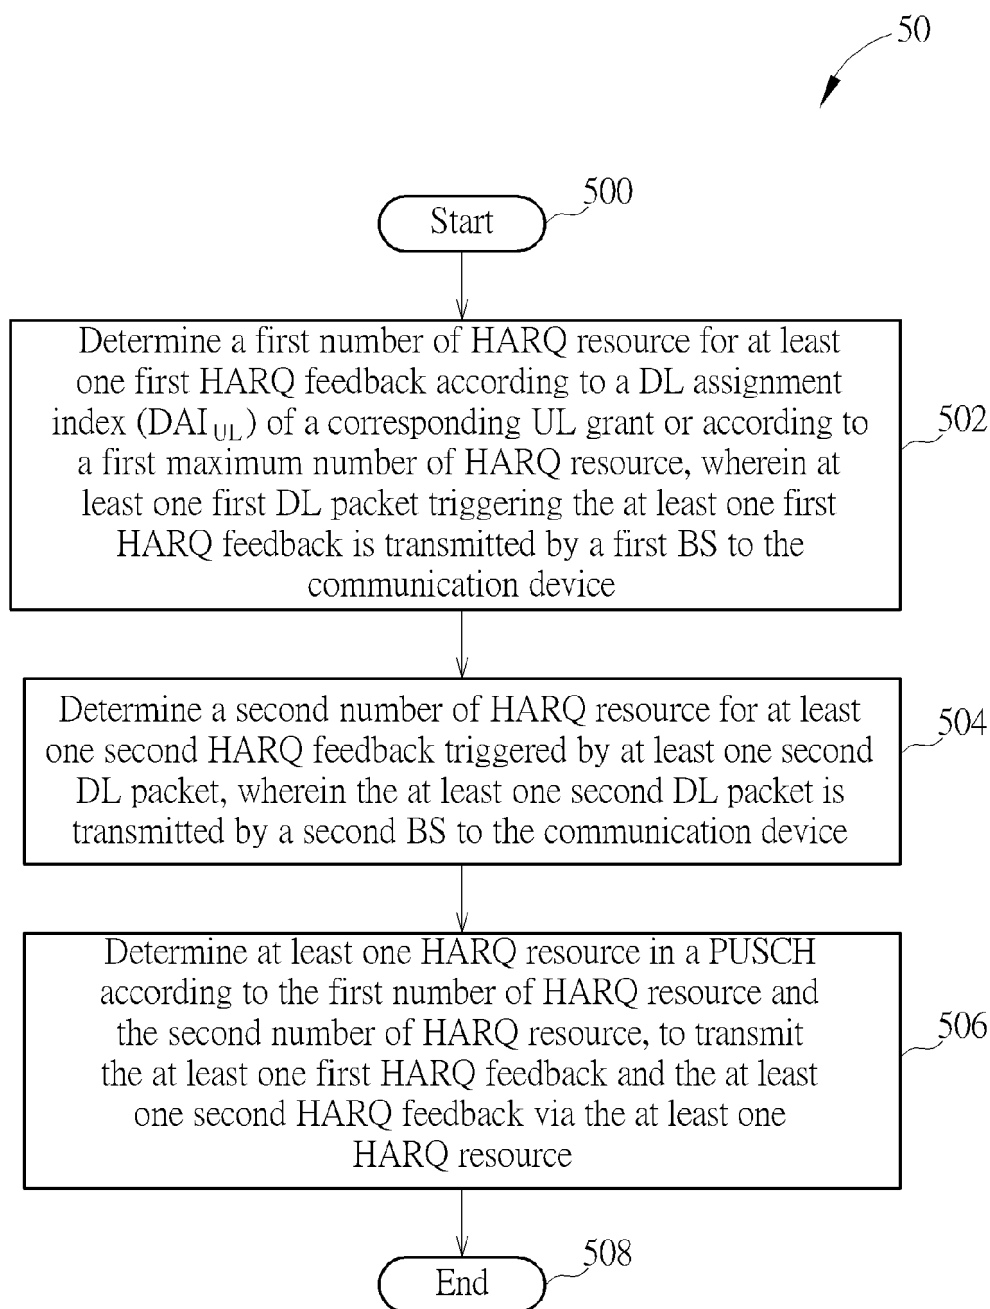 50
500
Start
Determine a first number of HARQ resource for at least
one first HARQ feedback according to a DL assignment
index (DAI_UL) of a corresponding UL grant or according to
a first maximum number of HARQ resource, wherein at
least one first DL packet triggering the at least one first
HARQ feedback is transmitted by a first BS to the
communication device
502
Determine a second number of HARQ resource for at least
one second HARQ feedback triggered by at least one second
DL packet, wherein the at least one second DL packet is
transmitted by a second BS to the communication device
504
Determine at least one HARQ resource in a PUSCH
according to the first number of HARQ resource and
the second number of HARQ resource, to transmit
the at least one first HARQ feedback and the at least
one second HARQ feedback via the at least one
HARQ resource
506
End
508